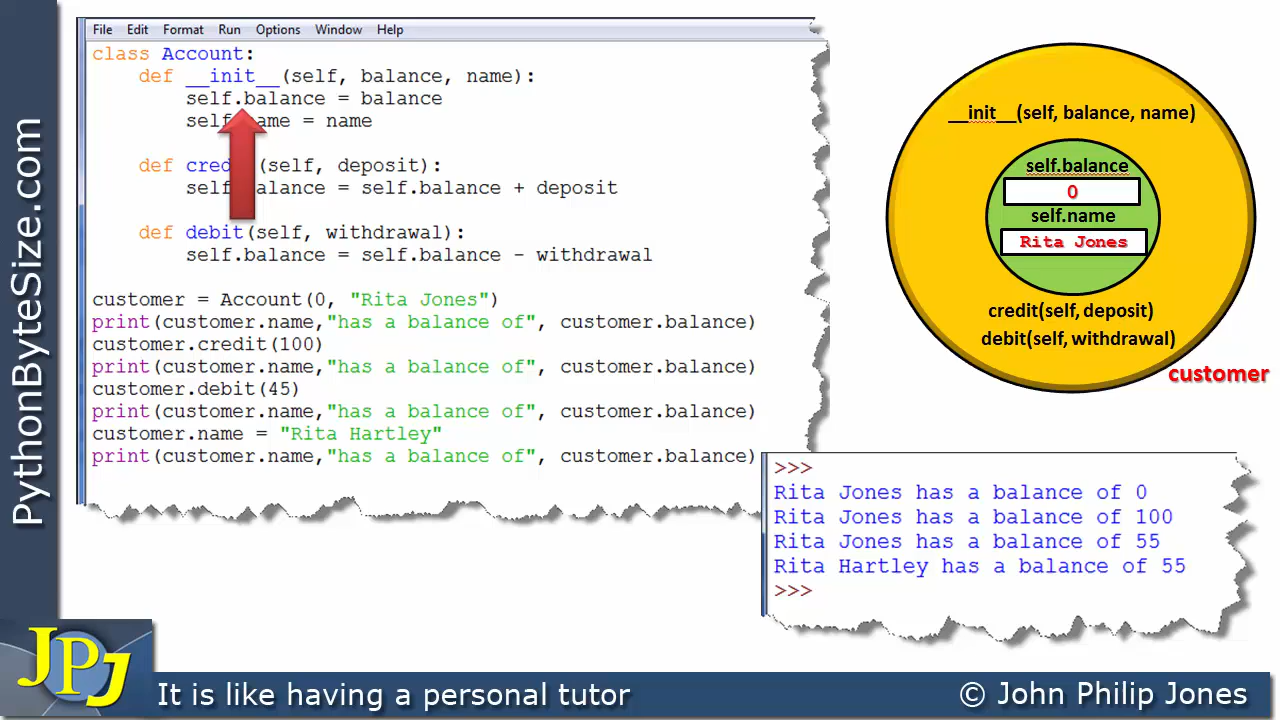 PythonByteSize.com
File Edit Format Run Options Window Help
class Account:
def __init__(self, balance, name):
self.balance = balance
self name = name
def cred (self, deposit):
self.balance = self.balance + deposit
def debit(self, withdrawal):
self.balance = self.balance - withdrawal
customer = Account(0, "Rita Jones")
print(customer.name,"has a balance of", customer.balance)
customer.credit(100)
print(customer.name,"has a balance of", customer.balance)
customer.debit(45)
print(customer.name,"has a balance of", customer.balance)
customer.name = "Rita Hartley"
print(customer.name,"has a balance of", customer.balance)
__init__(self, balance, name)
self.balance
0
self.name
Rita Jones
credit(self, deposit)
debit(self, withdrawal)
customer
>>>
Rita Jones has a balance of 0
Rita Jones has a balance of 100
Rita Jones has a balance of 55
Rita Hartley has a balance of 55
>>>
JPJ
It is like having a personal tutor
© John Philip Jones